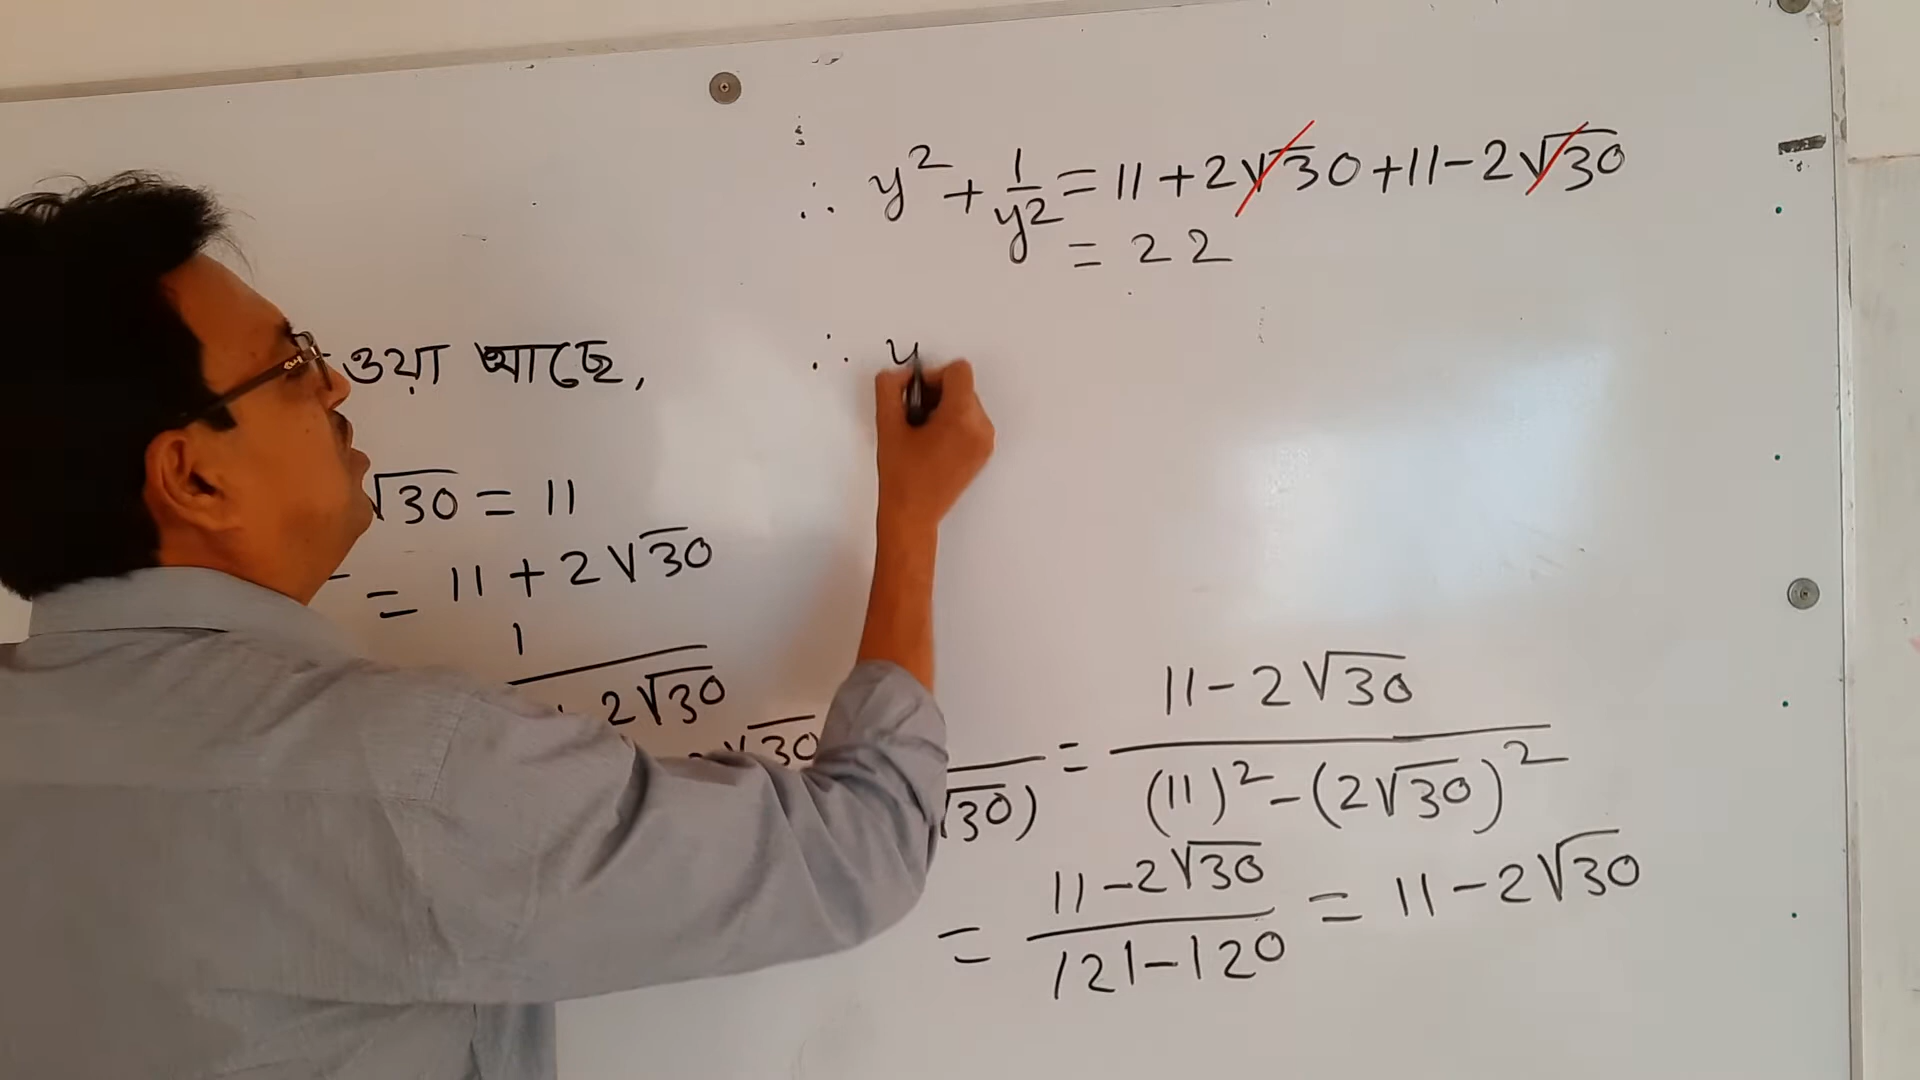 ∴ y² + 1/y² = 11 + 2√30 + 11 - 2√30
= 22
∴ y
ওয়া আছে,
√30 = 11
= 11 + 2√30
1
2√30
√30
√30) = (11 - 2√30)/((11)² - (2√30)²)
= (11 - 2√30)/(121 - 120) = 11 - 2√30